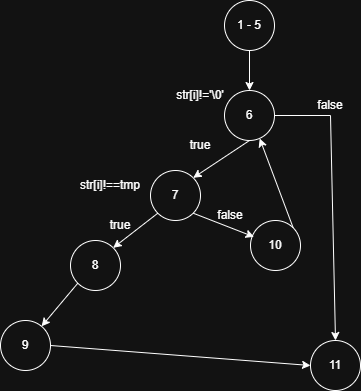 1 - 5
str[i]!='\0'
6
false
true
str[i]!==tmp
7
true
false
8
10
9
11